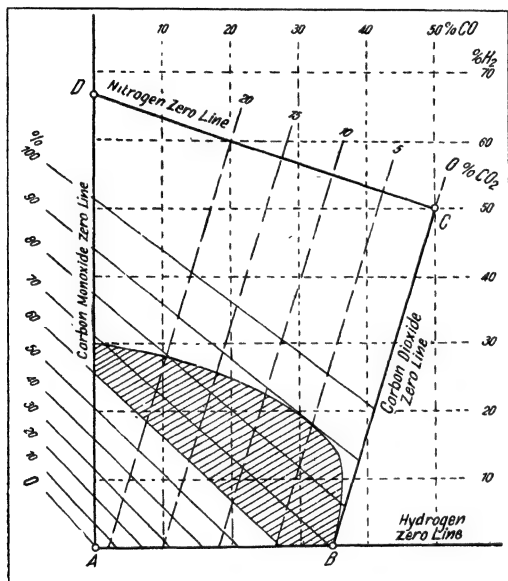 10 20 30 40 50 %CO
%H₂
70
60
50
40
30
20
10
D
Nitrogen Zero Line
20
15
10
5
0 %CO₂
C
%
100
90
80
70
60
50
40
30
20
10
0
Carbon Monoxide Zero Line
Carbon Dioxide
Zero Line
Hydrogen
zero Line
A
B